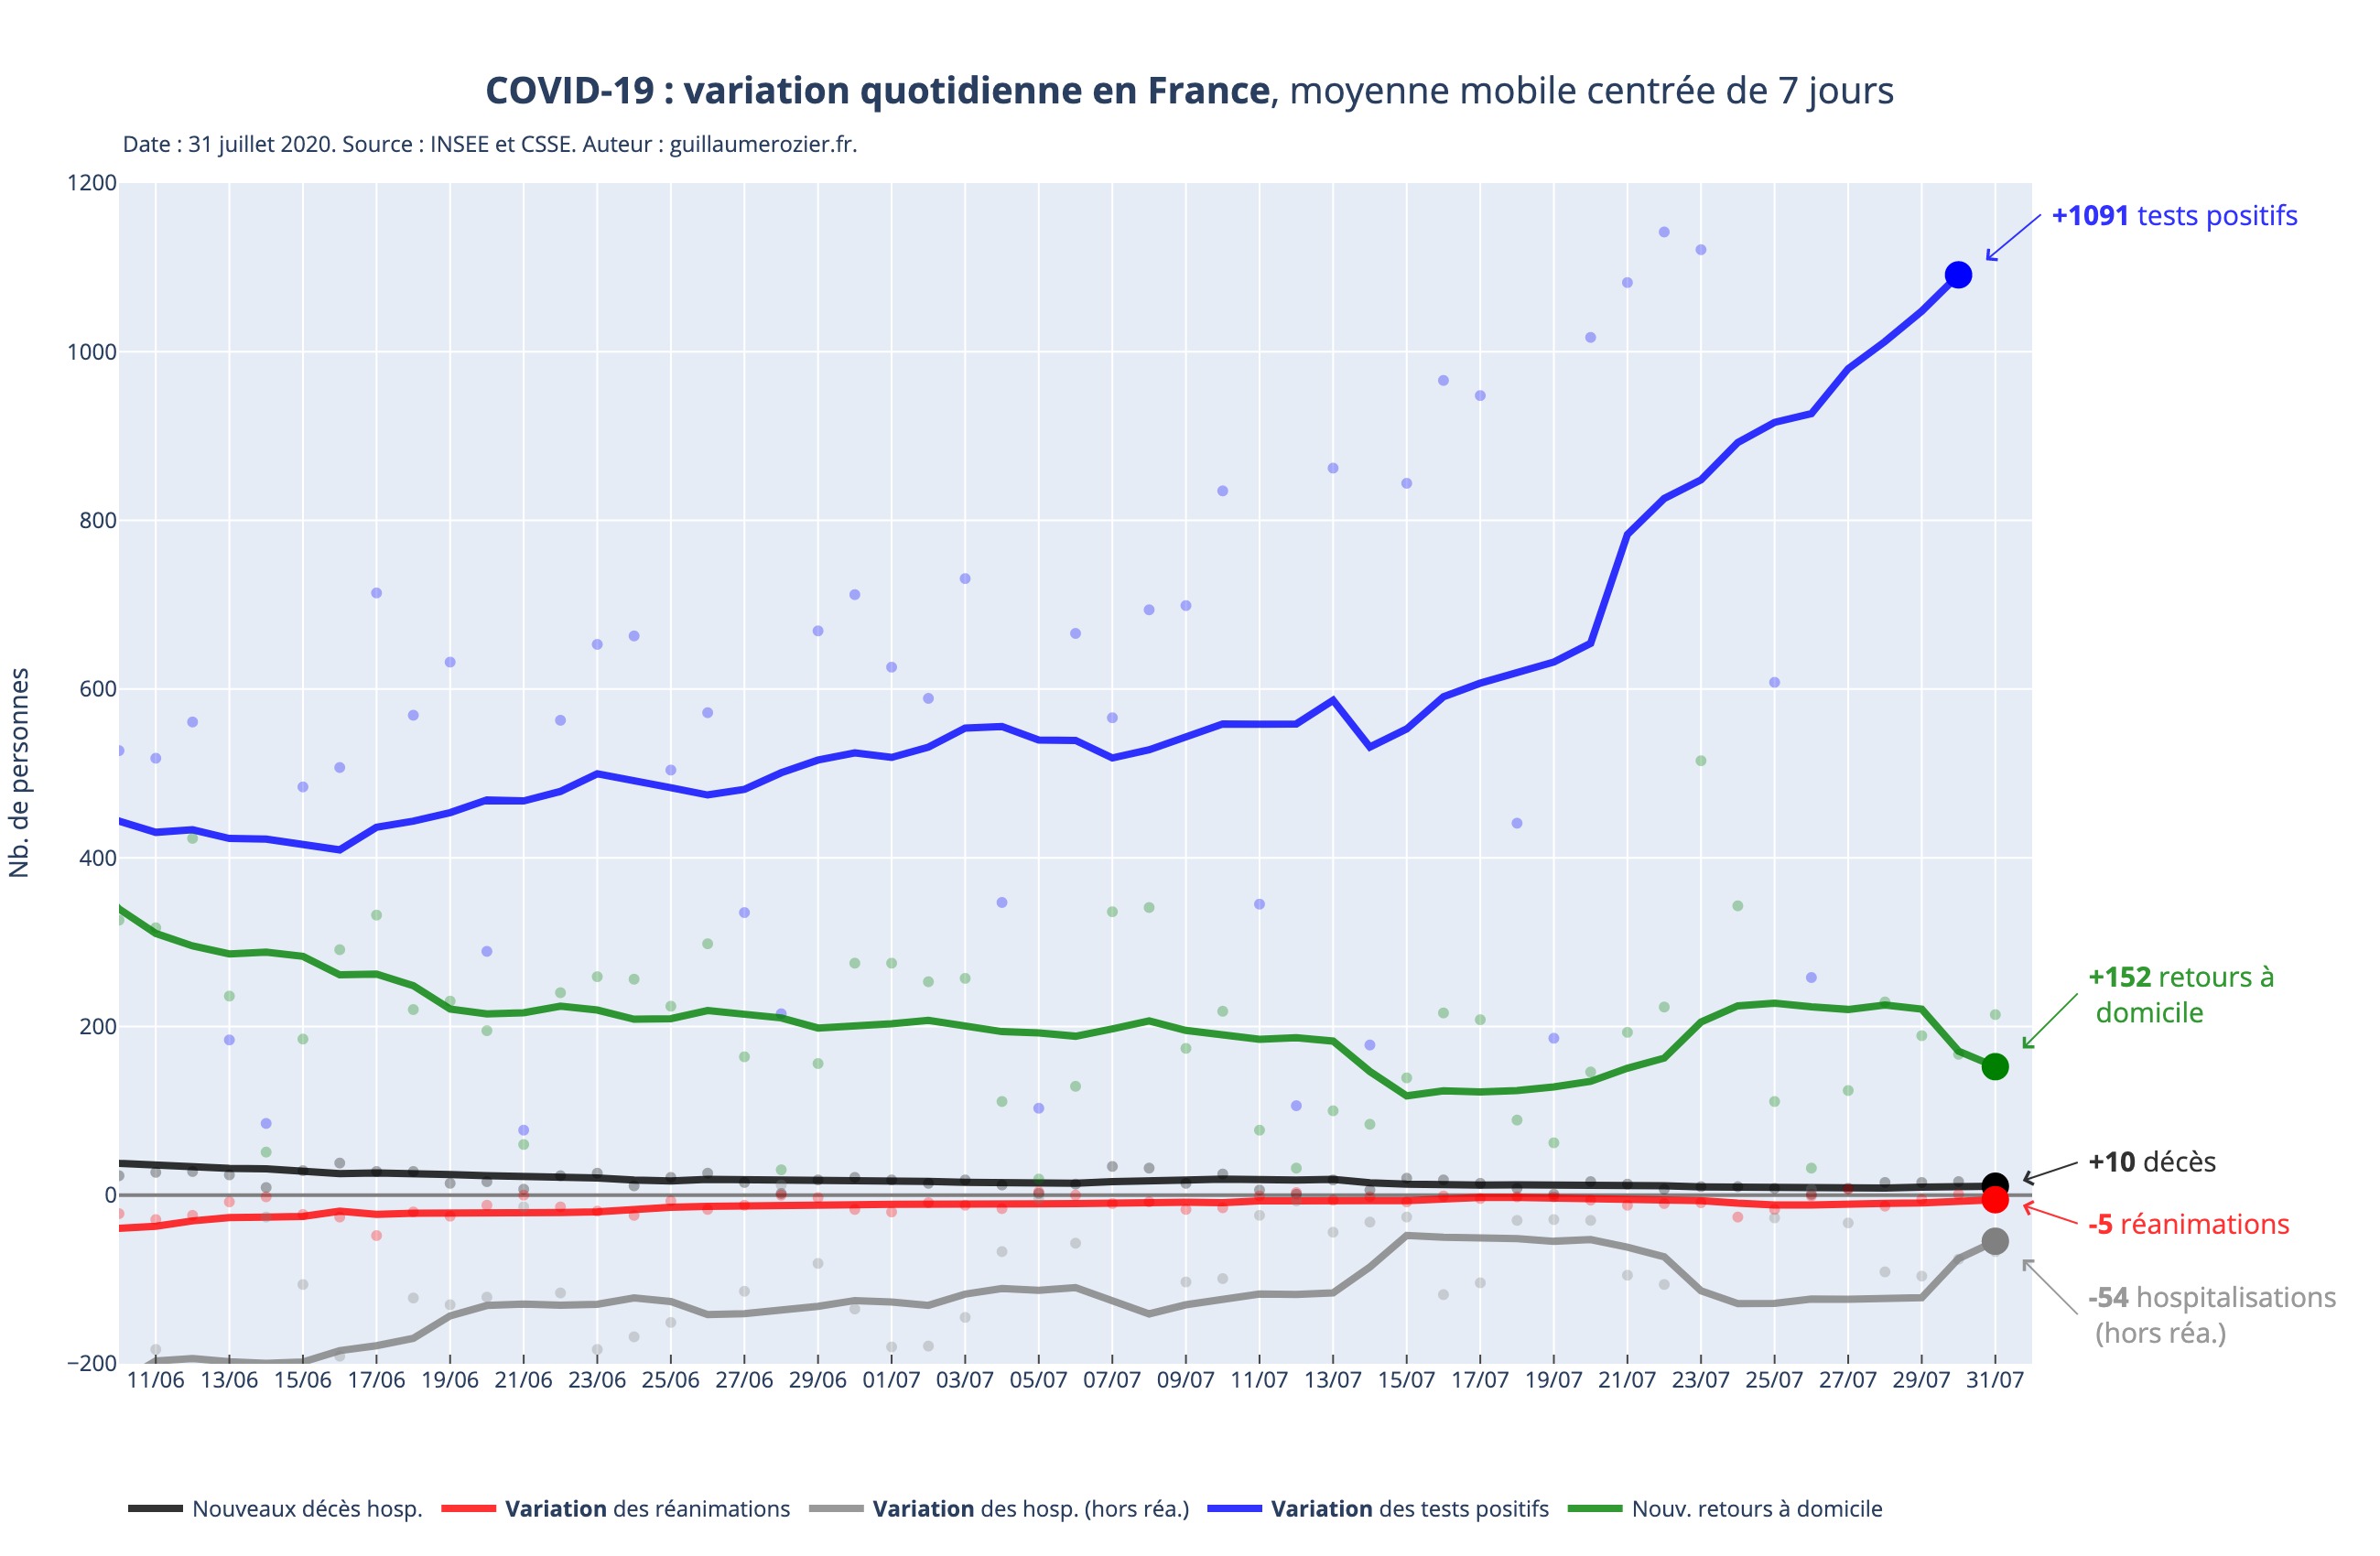 COVID-19 : variation quotidienne en France, moyenne mobile centrée de 7 jours
Date : 31 juillet 2020. Source : INSEE et CSSE. Auteur : guillaumerozier.fr.
Nb. de personnes
1200
1000
800
600
400
200
0
−200
+1091 tests positifs
+152 retours à
domicile
+10 décès
-5 réanimations
-54 hospitalisations
(hors réa.)
11/06 13/06 15/06 17/06 19/06 21/06 23/06 25/06 27/06 29/06 01/07 03/07 05/07 07/07 09/07 11/07 13/07 15/07 17/07 19/07 21/07 23/07 25/07 27/07 29/07 31/07
Nouveaux décès hosp. Variation des réanimations Variation des hosp. (hors réa.) Variation des tests positifs Nouv. retours à domicile